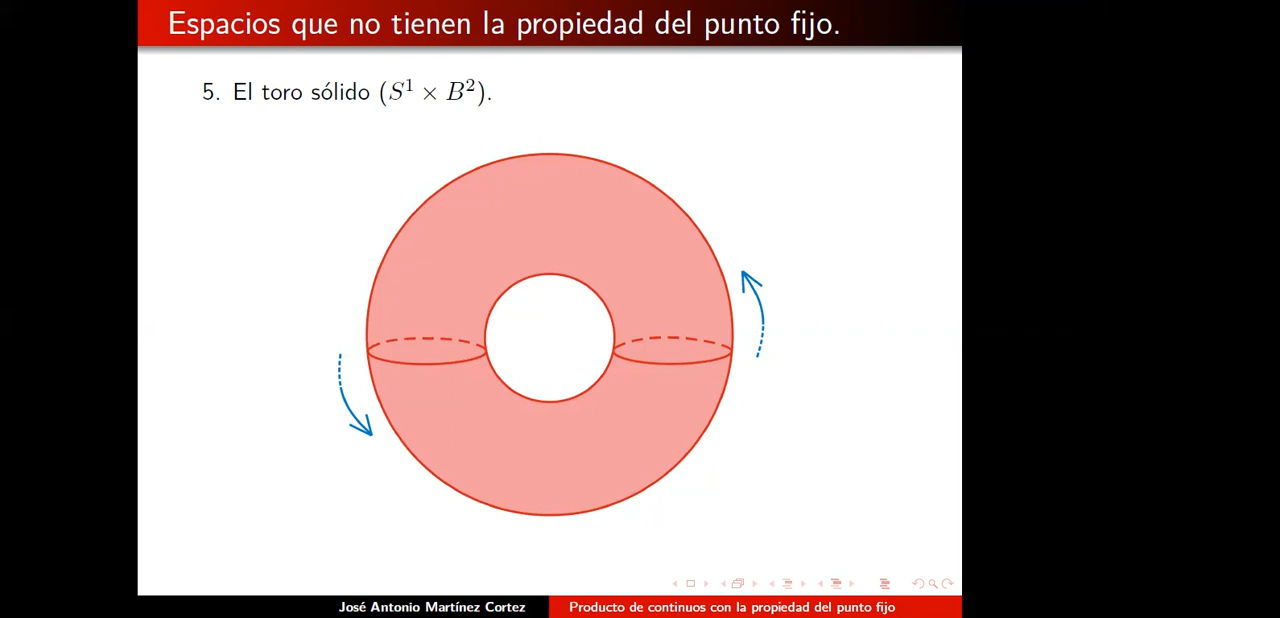 Espacios que no tienen la propiedad del punto fijo.
5. El toro sólido (S¹ × B²).
José Antonio Martínez Cortez
Producto de continuos con la propiedad del punto fijo